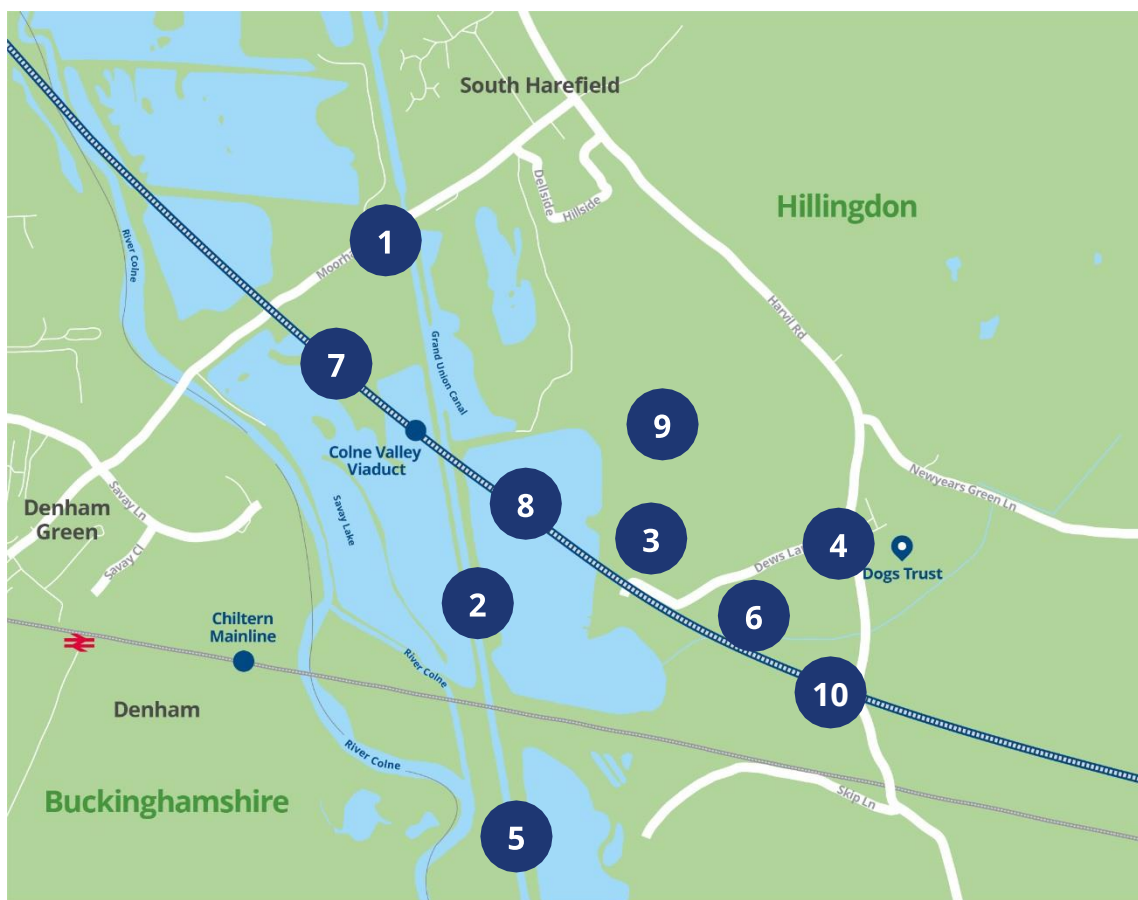 South Harefield
Dellside
Hillside
Hillingdon
River Colne
1
Harvil Rd
7
Grand Union Canal
9
Colne Valley
Viaduct
Newyears Green Ln
Savay Ln
Denham
Green
Savay Lake
8
3
4
Dogs Trust
Savay Cl
2
6
Chiltern
Mainline
River Colne
10
Denham
River Colne
Buckinghamshire
Skip Ln
5
Dews